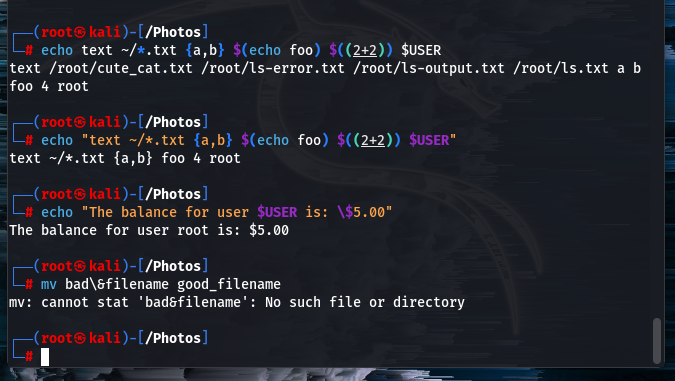 ┌──(root㉿kali)-[/Photos]
└─# echo text ~/*.txt {a,b} $(echo foo) $((2+2)) $USER
text /root/cute_cat.txt /root/ls-error.txt /root/ls-output.txt /root/ls.txt a b
foo 4 root
┌──(root㉿kali)-[/Photos]
└─# echo "text ~/*.txt {a,b} $(echo foo) $((2+2)) $USER"
text ~/*.txt {a,b} foo 4 root
┌──(root㉿kali)-[/Photos]
└─# echo "The balance for user $USER is: \$5.00"
The balance for user root is: $5.00
┌──(root㉿kali)-[/Photos]
└─# mv bad\&filename good_filename
mv: cannot stat 'bad&filename': No such file or directory
┌──(root㉿kali)-[/Photos]
└─#